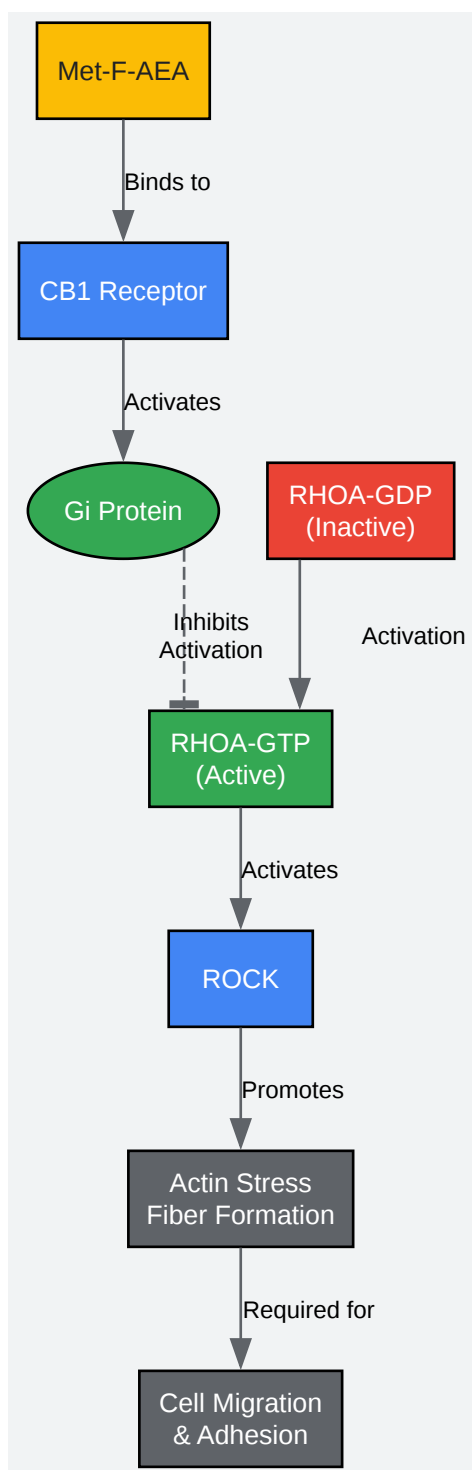 Met-F-AEA
Binds to
CB1 Receptor
Activates
Gi Protein
RHOA-GDP
(Inactive)
Inhibits
Activation
Activation
RHOA-GTP
(Active)
Activates
ROCK
Promotes
Actin Stress
Fiber Formation
Required for
Cell Migration
& Adhesion